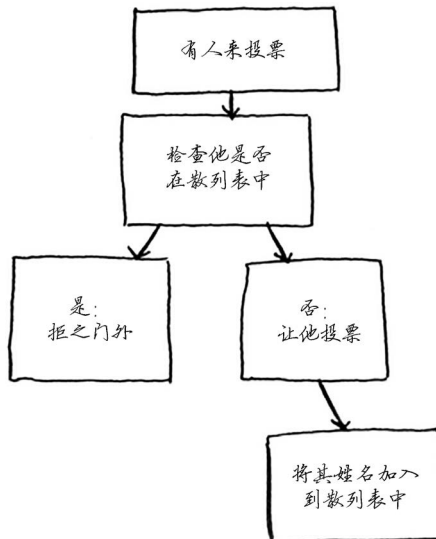 有人来投票
检查他是否
在散列表中
是：
拒之门外
否：
让他投票
将其姓名加入
到散列表中